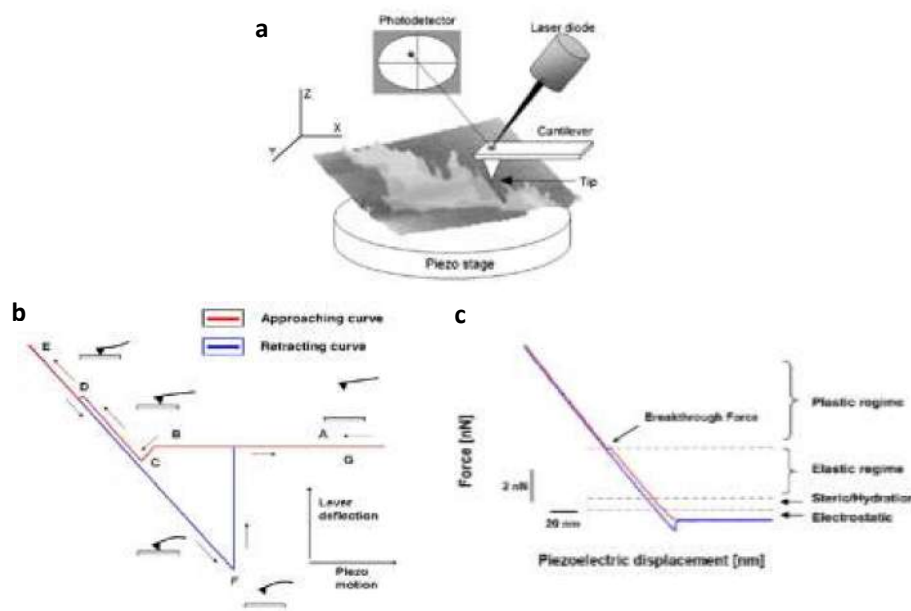 a
Photodetector
Laser diode
Z
X
Y
Cantilever
Tip
Piezo stage
b
Approaching curve
Retracting curve
E
D
B
C
A
G
F
Lever
deflection
Piezo
motion
c
Force [nN]
Breakthrough Force
Plastic regime
Elastic regime
Steric/Hydration
Electrostatic
2 nN
20 nm
Piezoelectric displacement [nm]